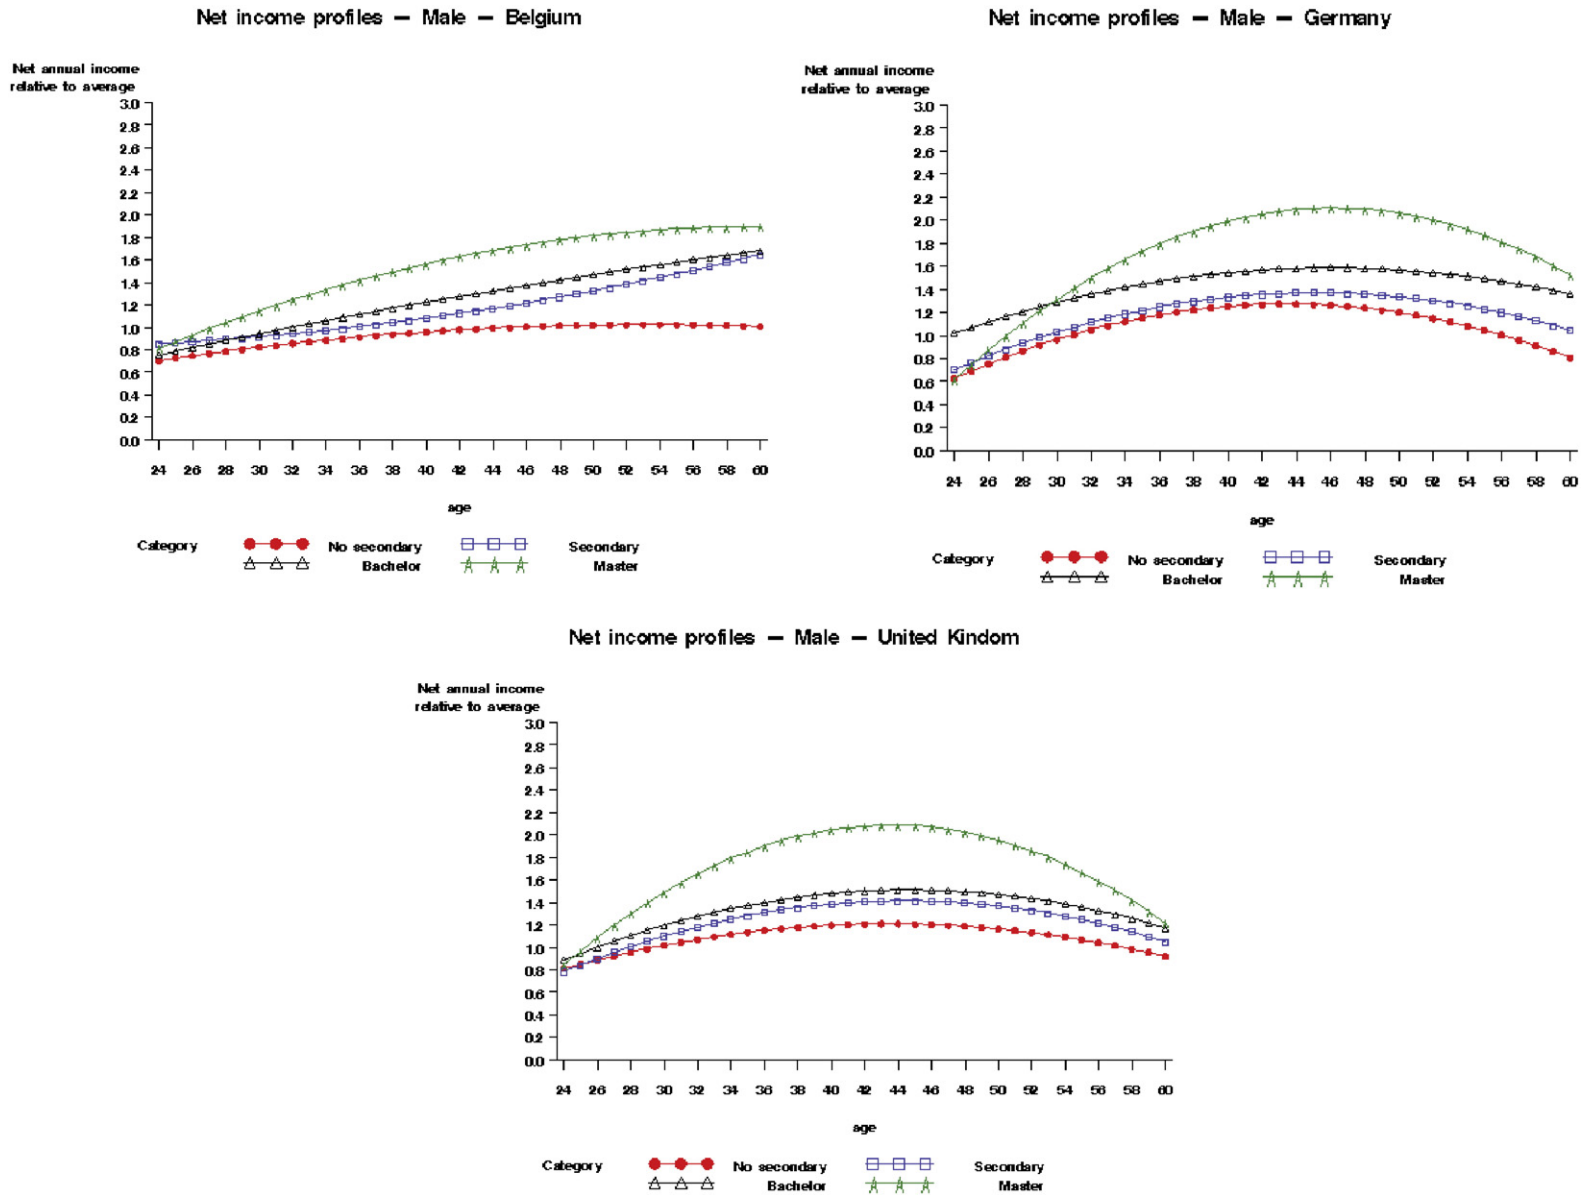 Net income profiles — Male — Belgium
Net annual income
relative to average
3.0
2.8
2.6
2.4
2.2
2.0
1.8
1.6
1.4
1.2
1.0
0.8
0.6
0.4
0.2
0.0
24 26 28 30 32 34 36 38 40 42 44 46 48 50 52 54 56 58 60
age
Category No secondary Secondary
Bachelor Master
Net income profiles — Male — Germany
Net annual income
relative to average
3.0
2.8
2.6
2.4
2.2
2.0
1.8
1.6
1.4
1.2
1.0
0.8
0.6
0.4
0.2
0.0
24 26 28 30 32 34 36 38 40 42 44 46 48 50 52 54 56 58 60
age
Category No secondary Secondary
Bachelor Master
Net income profiles — Male — United Kindom
Net annual income
relative to average
3.0
2.8
2.6
2.4
2.2
2.0
1.8
1.6
1.4
1.2
1.0
0.8
0.6
0.4
0.2
0.0
24 26 28 30 32 34 36 38 40 42 44 46 48 50 52 54 56 58 60
age
Category No secondary Secondary
Bachelor Master